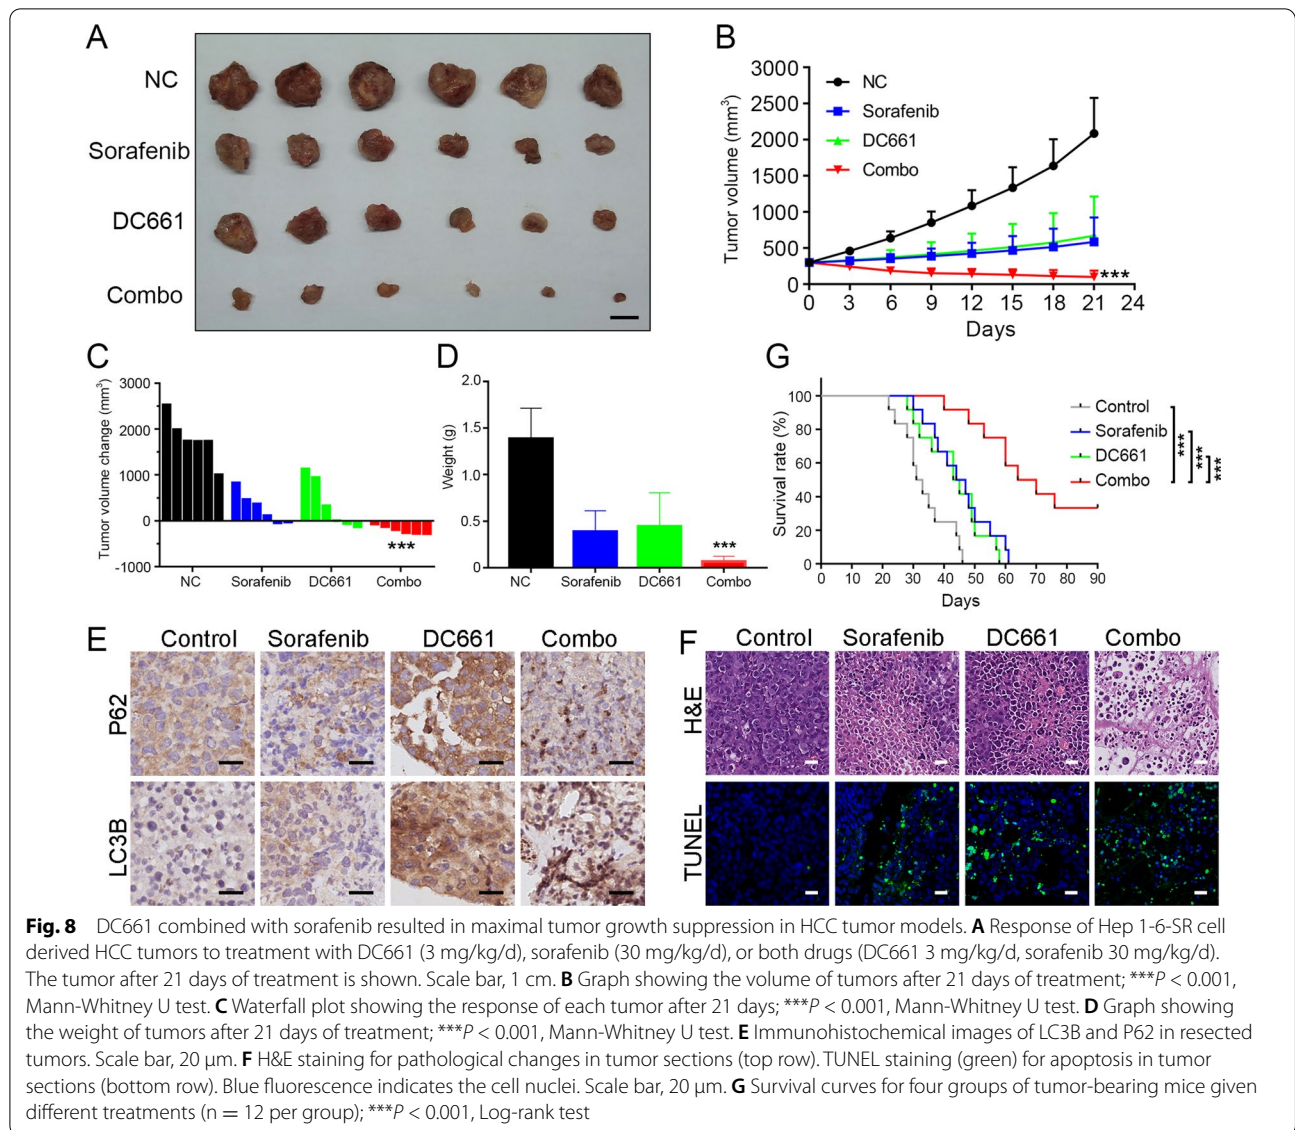 A
NC
Sorafenib
DC661
Combo
B
Tumor volume (mm³)
3000
2500
2000
1500
1000
500
0
NC
Sorafenib
DC661
Combo
***
0 3 6 9 12 15 18 21 24
Days
C
Tumor volume change (mm³)
3000
2000
1000
0
-1000
***
NC Sorafenib DC661 Combo
D
Weight (g)
2.0
1.5
1.0
0.5
0
***
NC Sorafenib DC661 Combo
G
Survival rate (%)
100
80
60
40
20
0
0 10 20 30 40 50 60 70 80 90
Days
Control
Sorafenib
DC661
Combo
*** *** ***
E
Control Sorafenib DC661 Combo
P62
LC3B
F
Control Sorafenib DC661 Combo
H&E
TUNEL
Fig. 8 DC661 combined with sorafenib resulted in maximal tumor growth suppression in HCC tumor models. A Response of Hep 1-6-SR cell
derived HCC tumors to treatment with DC661 (3 mg/kg/d), sorafenib (30 mg/kg/d), or both drugs (DC661 3 mg/kg/d, sorafenib 30 mg/kg/d).
The tumor after 21 days of treatment is shown. Scale bar, 1 cm. B Graph showing the volume of tumors after 21 days of treatment; ***P < 0.001,
Mann-Whitney U test. C Waterfall plot showing the response of each tumor after 21 days; ***P < 0.001, Mann-Whitney U test. D Graph showing
the weight of tumors after 21 days of treatment; ***P < 0.001, Mann-Whitney U test. E Immunohistochemical images of LC3B and P62 in resected
tumors. Scale bar, 20 μm. F H&E staining for pathological changes in tumor sections (top row). TUNEL staining (green) for apoptosis in tumor
sections (bottom row). Blue fluorescence indicates the cell nuclei. Scale bar, 20 μm. G Survival curves for four groups of tumor-bearing mice given
different treatments (n = 12 per group); ***P < 0.001, Log-rank test